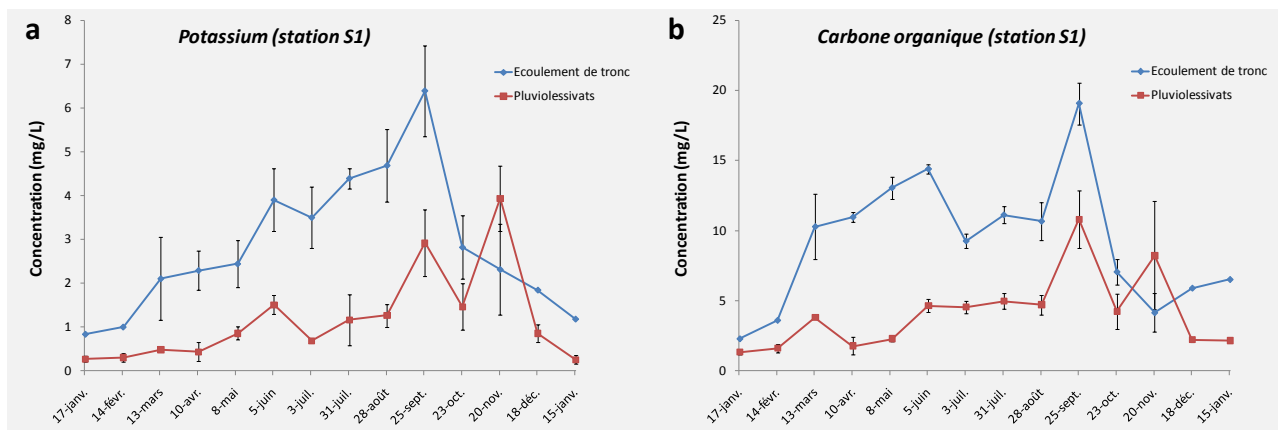 a
Potassium (station S1)
Concentration (mg/L)
8
7
6
5
4
3
2
1
0
Ecoulement de tronc
Pluviolessivats
17-janv.
14-févr.
13-mars
10-avr.
8-mai
5-juin
3-juil.
31-juil.
28-août
25-sept.
23-oct.
20-nov.
18-déc.
15-janv.
b
Carbone organique (station S1)
Concentration (mg/L)
25
20
15
10
5
0
Ecoulement de tronc
Pluviolessivats
17-janv.
14-févr.
13-mars
10-avr.
8-mai
5-juin
3-juil.
31-juil.
28-août
25-sept.
23-oct.
20-nov.
18-déc.
15-janv.